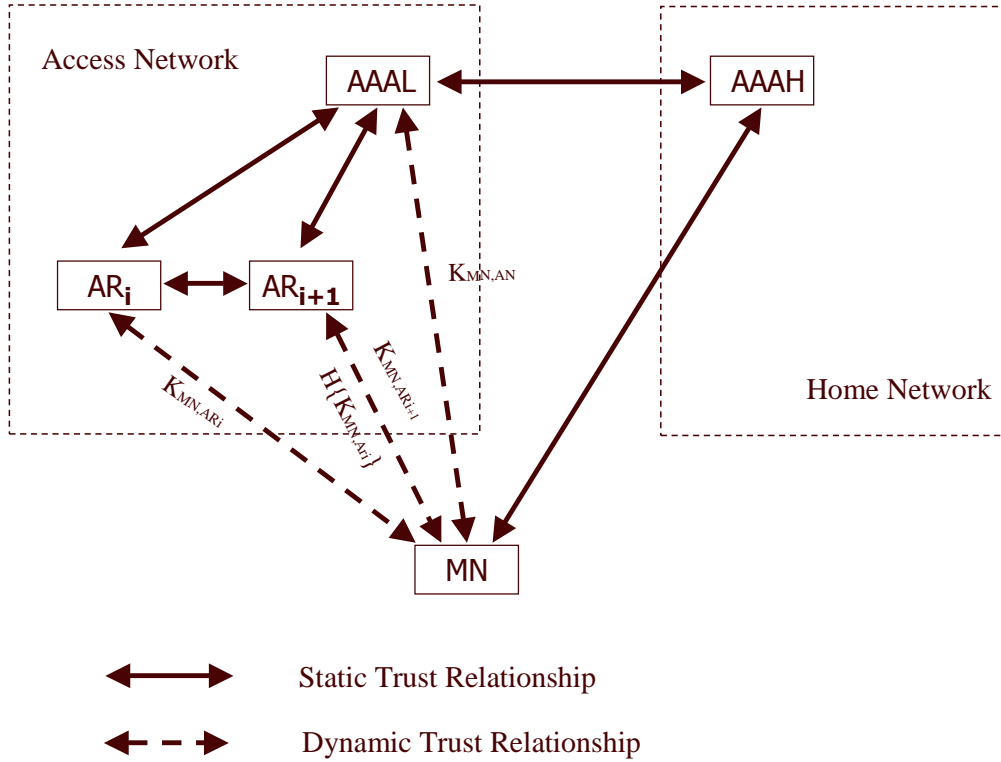 Access Network
AAAL
AAAH
ARi
ARi+1
KMN,AN
KMN,ARi
H{KMN,Ari}
KMN,ARi+1
Home Network
MN
Static Trust Relationship
Dynamic Trust Relationship